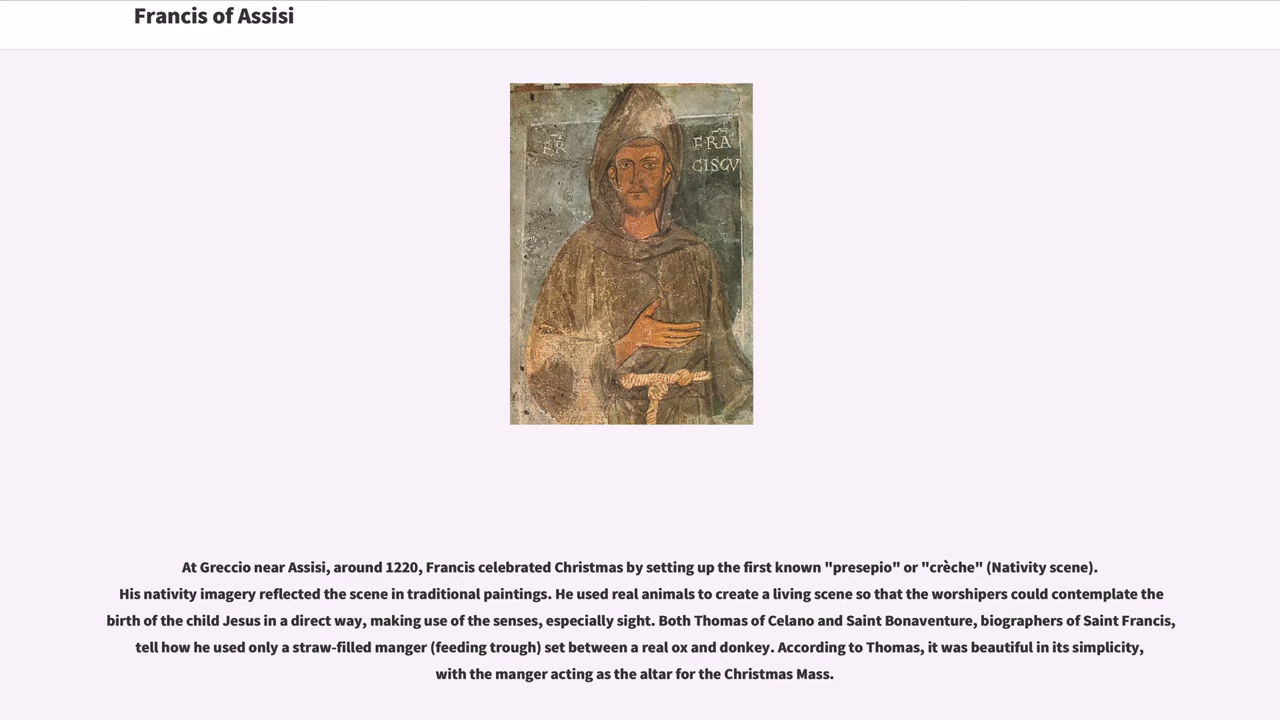 Francis of Assisi
FR FRA
CISCV
At Greccio near Assisi, around 1220, Francis celebrated Christmas by setting up the first known "presepio" or "crèche" (Nativity scene).
His nativity imagery reflected the scene in traditional paintings. He used real animals to create a living scene so that the worshipers could contemplate the
birth of the child Jesus in a direct way, making use of the senses, especially sight. Both Thomas of Celano and Saint Bonaventure, biographers of Saint Francis,
tell how he used only a straw-filled manger (feeding trough) set between a real ox and donkey. According to Thomas, it was beautiful in its simplicity,
with the manger acting as the altar for the Christmas Mass.